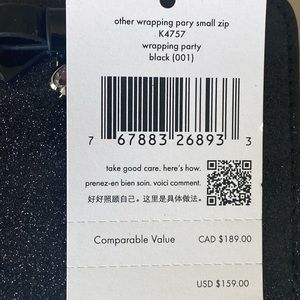 other wrapping pary small zip
K4757
wrapping party
black (001)
7 67883 26893 3
take good care. here's how.
prenez-en bien soin. voici comment.
好好照顾自己。这里是具体做法。
Comparable Value CAD $189.00
USD $159.00